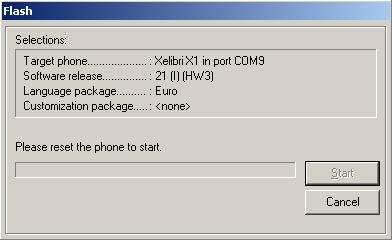 Flash
Selections:
Target phone.................... : Xelibri X1 in port COM9
Software release................ : 21 (I) (HW3)
Language package.......... : Euro
Customization package..... : <none>
Please reset the phone to start.
Start
Cancel